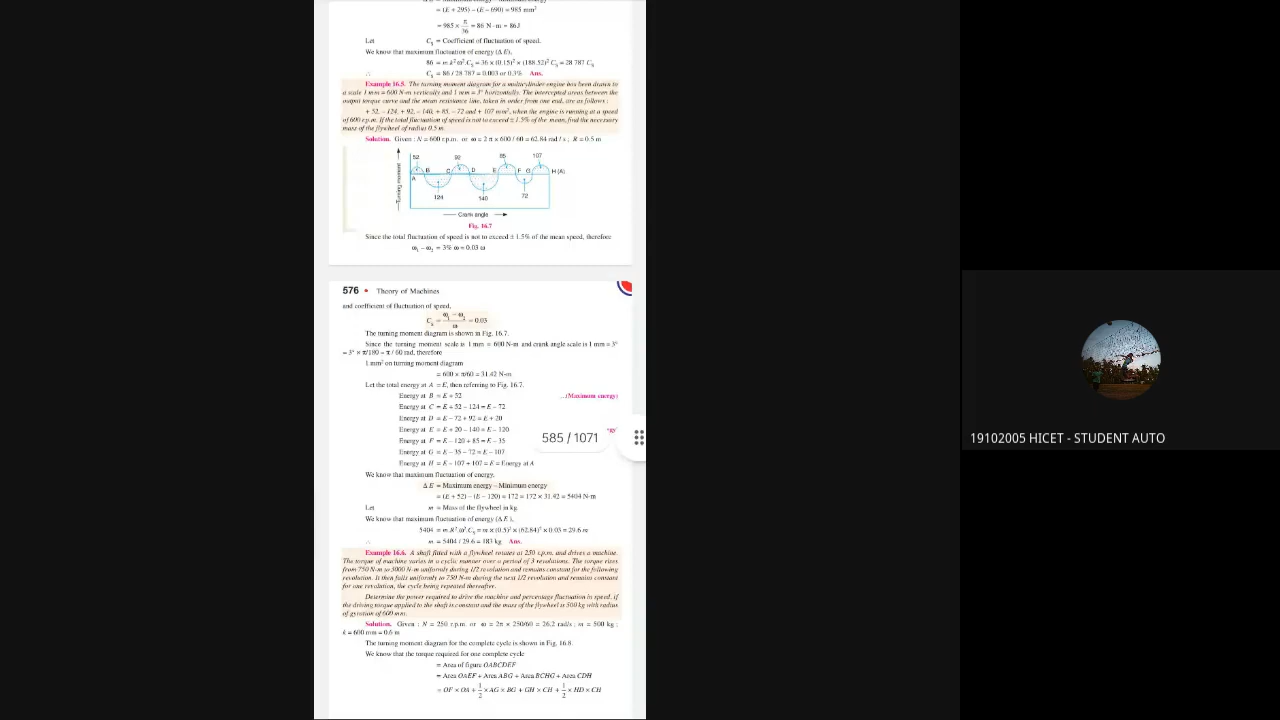 = (E + 295) – (E – 690) = 985 mm²
= 985 × π/36 = 86 N-m = 86 J
Let C_S = Coefficient of fluctuation of speed.
We know that maximum fluctuation of energy (Δ E),
86 = m.k² ω².C_S = 36 × (0.15)² × (188.52)² C_S = 28 787 C_S
∴ C_S = 86 / 28 787 = 0.003 or 0.3% Ans.
Example 16.5. The turning moment diagram for a multicylinder engine has been drawn to
a scale 1 mm = 600 N-m vertically and 1 mm = 3° horizontally. The intercepted areas between the
output torque curve and the mean resistance line, taken in order from one end, are as follows :
+ 52, – 124, + 92, – 140, + 85, – 72 and + 107 mm², when the engine is running at a speed
of 600 r.p.m. If the total fluctuation of speed is not to exceed ± 1.5% of the mean, find the necessary
mass of the flywheel of radius 0.5 m.
Solution. Given : N = 600 r.p.m. or ω = 2 π × 600 / 60 = 62.84 rad / s ; R = 0.5 m
52 92 85 107
A B C D E F G H (A)
124 140 72
Turning moment
Crank angle
Fig. 16.7
Since the total fluctuation of speed is not to exceed ± 1.5% of the mean speed, therefore
ω₁ – ω₂ = 3% ω = 0.03 ω
576 • Theory of Machines
and coefficient of fluctuation of speed,
C_s = (ω₁ – ω₂)/ω = 0.03
The turning moment diagram is shown in Fig. 16.7.
Since the turning moment scale is 1 mm = 600 N-m and crank angle scale is 1 mm = 3°
= 3° × π/180 = π / 60 rad, therefore
1 mm² on turning moment diagram
= 600 × π/60 = 31.42 N-m
Let the total energy at A = E, then referring to Fig. 16.7,
Energy at B = E + 52 ...(Maximum energy)
Energy at C = E + 52 – 124 = E – 72
Energy at D = E – 72 + 92 = E + 20
Energy at E = E + 20 – 140 = E – 120
Energy at F = E – 120 + 85 = E – 35
Energy at G = E – 35 – 72 = E – 107
Energy at H = E – 107 + 107 = E = Energy at A
585 / 1071
We know that maximum fluctuation of energy,
Δ E = Maximum energy – Minimum energy
= (E + 52) – (E – 120) = 172 = 172 × 31.42 = 5404 N-m
Let m = Mass of the flywheel in kg.
We know that maximum fluctuation of energy (Δ E ),
5404 = m.R².ω².C_S = m × (0.5)² × (62.84)² × 0.03 = 29.6 m
∴ m = 5404 / 29.6 = 183 kg Ans.
Example 16.6. A shaft fitted with a flywheel rotates at 250 r.p.m. and drives a machine.
The torque of machine varies in a cyclic manner over a period of 3 revolutions. The torque rises
from 750 N-m to 3000 N-m uniformly during 1/2 revolution and remains constant for the following
revolution. It then falls uniformly to 750 N-m during the next 1/2 revolution and remains constant
for one revolution, the cycle being repeated thereafter.
Determine the power required to drive the machine and percentage fluctuation in speed, if
the driving torque applied to the shaft is constant and the mass of the flywheel is 500 kg with radius
of gyration of 600 mm.
Solution. Given : N = 250 r.p.m. or ω = 2π × 250/60 = 26.2 rad/s ; m = 500 kg ;
k = 600 mm = 0.6 m
The turning moment diagram for the complete cycle is shown in Fig. 16.8.
We know that the torque required for one complete cycle
= Area of figure OABCDEF
= Area OAEF + Area ABG + Area BCHG + Area CDH
= OF × OA + 1/2 × AG × BG + GH × CH + 1/2 × HD × CH
19102005 HICET - STUDENT AUTO